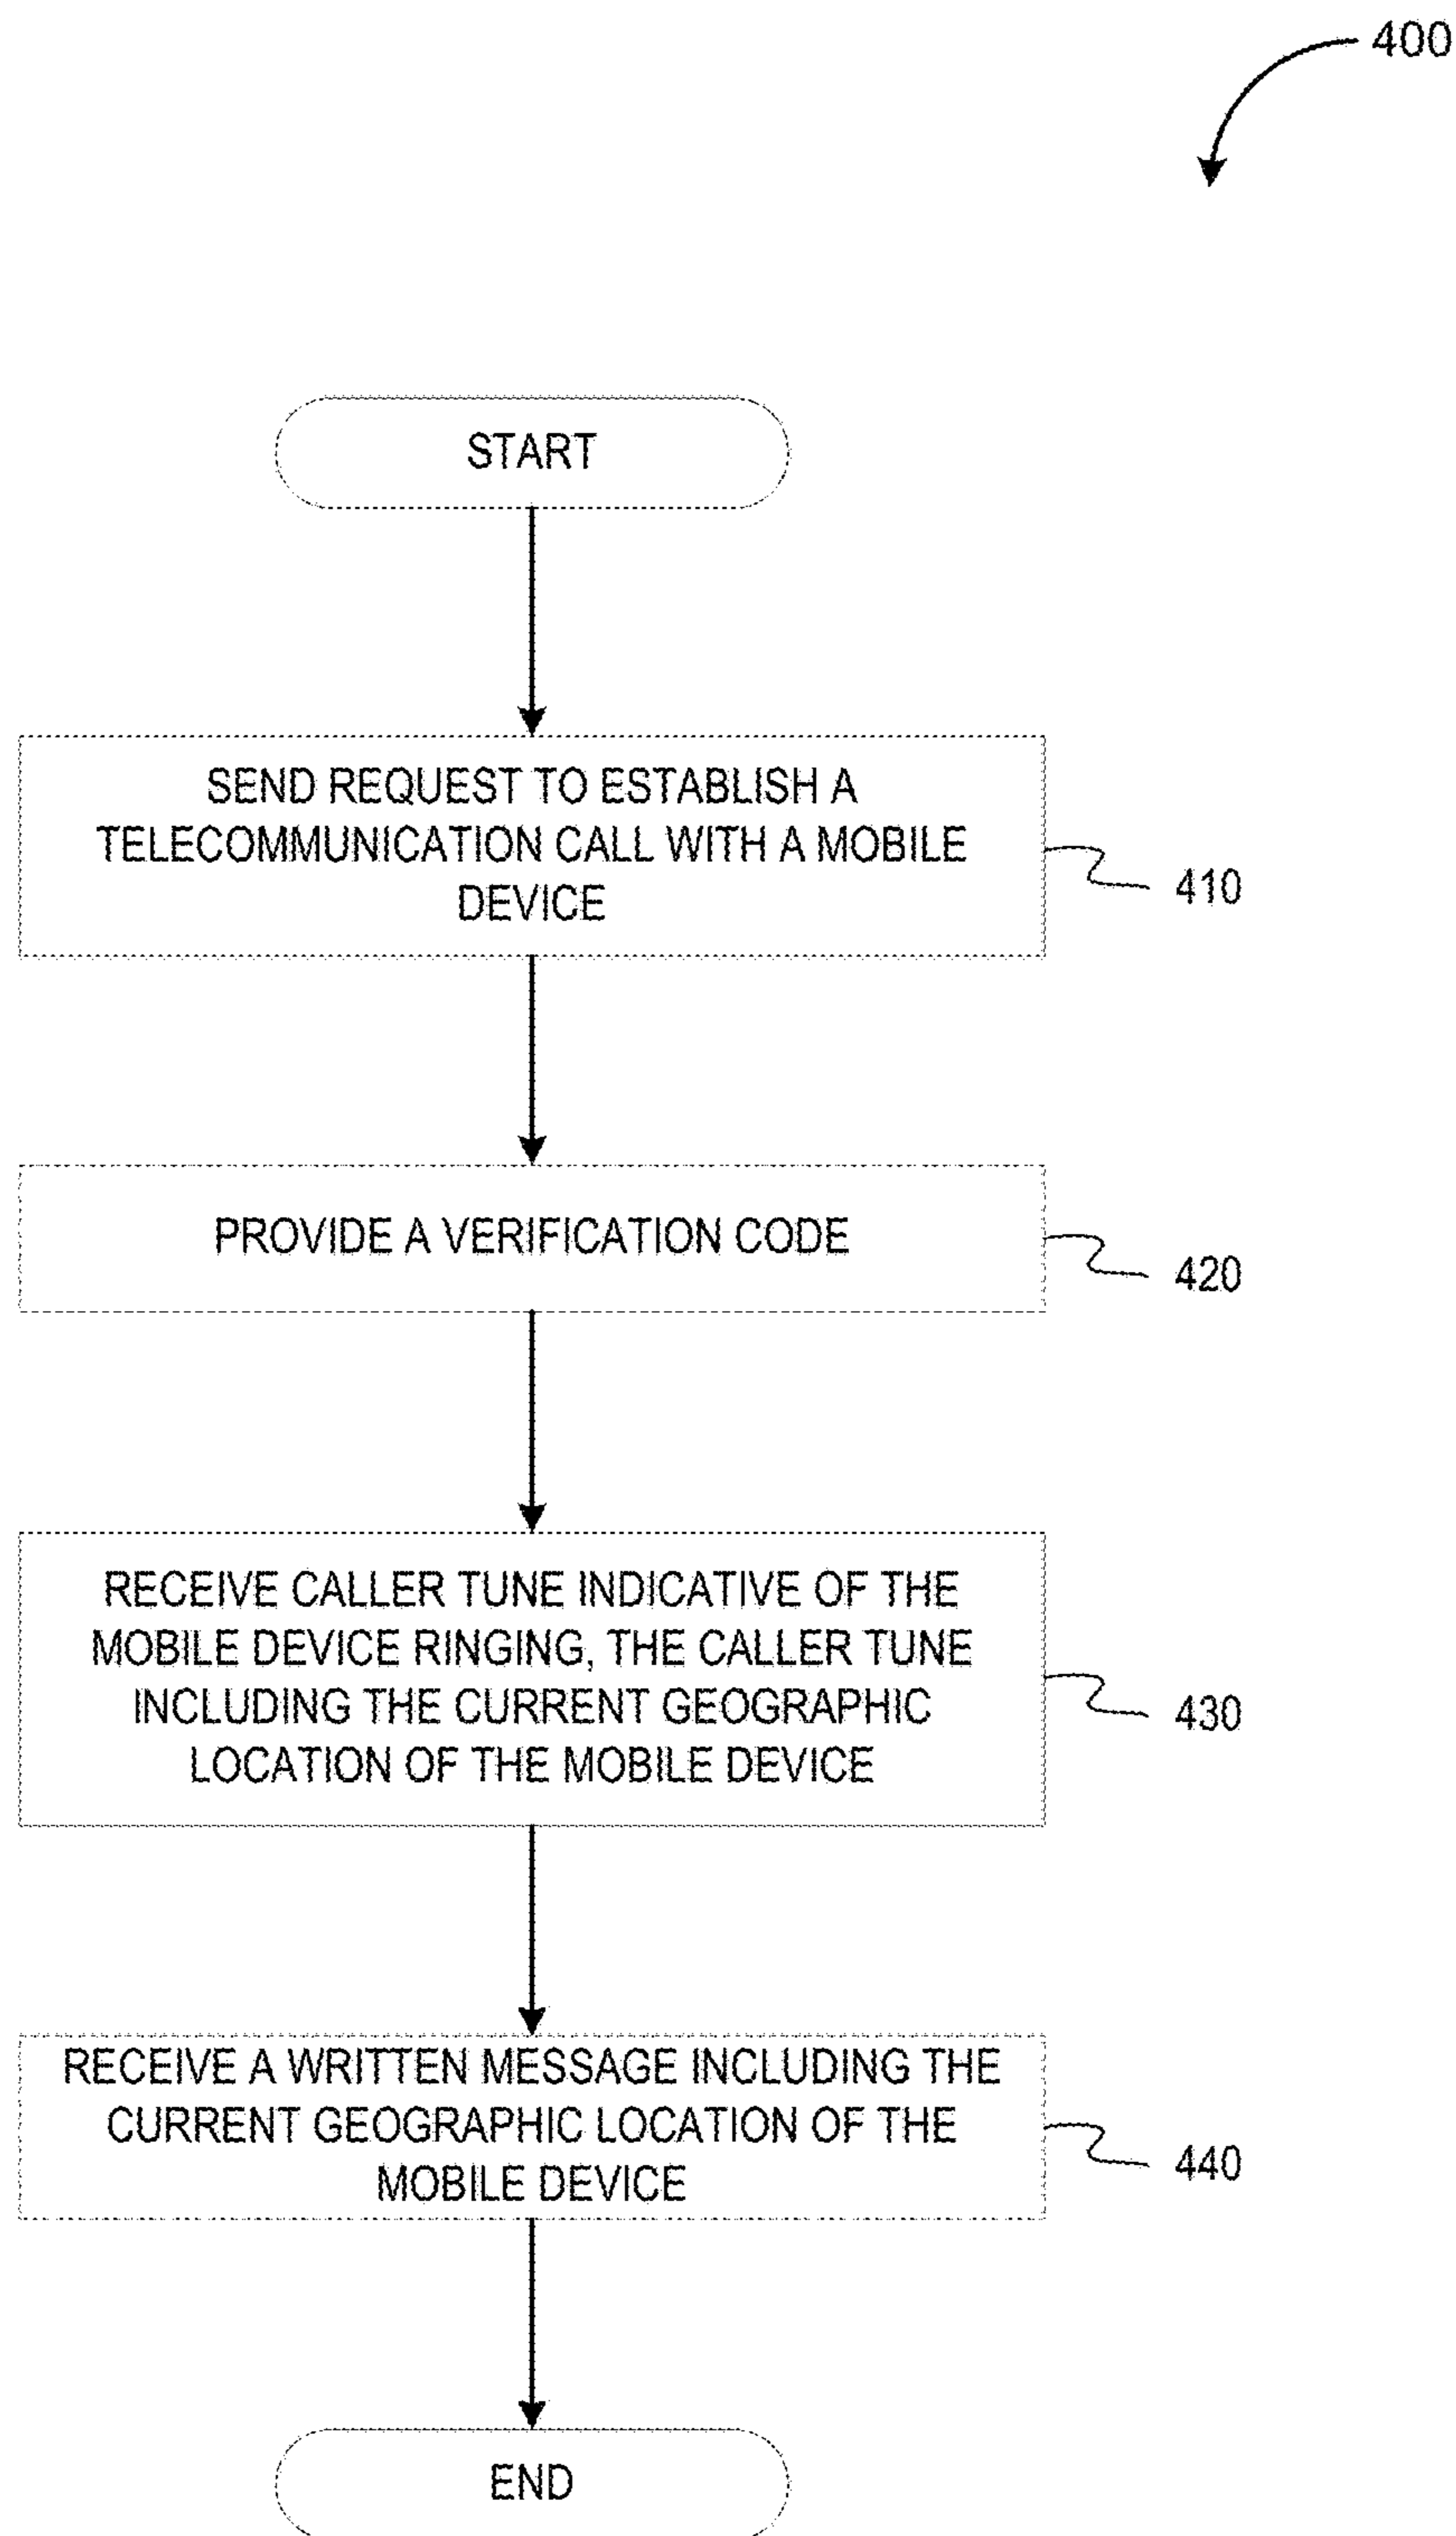 400
START
SEND REQUEST TO ESTABLISH A
TELECOMMUNICATION CALL WITH A MOBILE
DEVICE
410
PROVIDE A VERIFICATION CODE
420
RECEIVE CALLER TUNE INDICATIVE OF THE
MOBILE DEVICE RINGING, THE CALLER TUNE
INCLUDING THE CURRENT GEOGRAPHIC
LOCATION OF THE MOBILE DEVICE
430
RECEIVE A WRITTEN MESSAGE INCLUDING THE
CURRENT GEOGRAPHIC LOCATION OF THE
MOBILE DEVICE
440
END